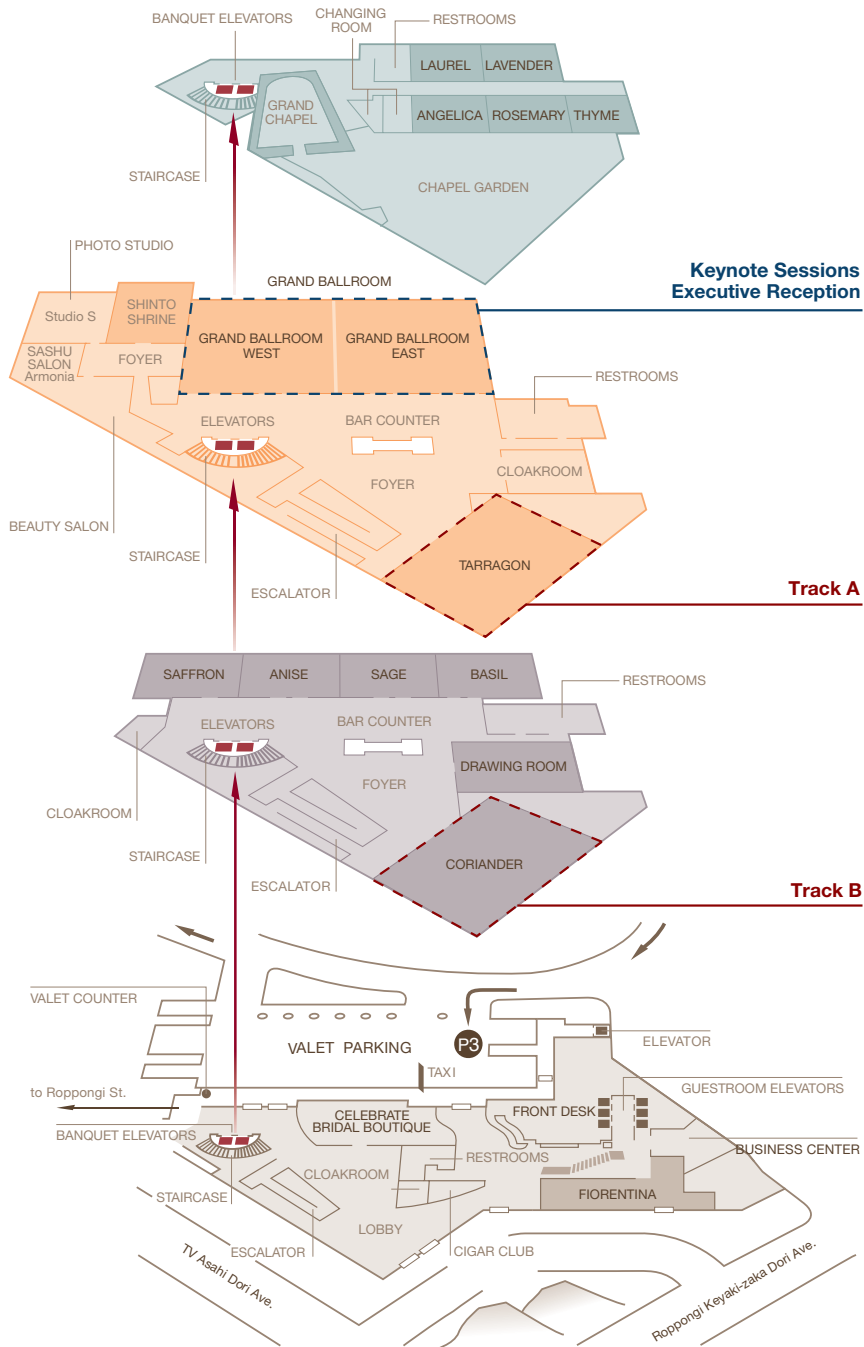 BANQUET ELEVATORS
CHANGING
ROOM
RESTROOMS
LAUREL
LAVENDER
GRAND
CHAPEL
ANGELICA
ROSEMARY
THYME
STAIRCASE
CHAPEL GARDEN
PHOTO STUDIO
Keynote Sessions
Executive Reception
GRAND BALLROOM
Studio S
SHINTO
SHRINE
GRAND BALLROOM
WEST
GRAND BALLROOM
EAST
SASHU
SALON
Armonia
FOYER
RESTROOMS
ELEVATORS
BAR COUNTER
CLOAKROOM
FOYER
BEAUTY SALON
STAIRCASE
TARRAGON
ESCALATOR
Track A
SAFFRON
ANISE
SAGE
BASIL
RESTROOMS
ELEVATORS
BAR COUNTER
DRAWING ROOM
FOYER
CLOAKROOM
STAIRCASE
CORIANDER
ESCALATOR
Track B
VALET COUNTER
VALET PARKING
P3
ELEVATOR
TAXI
to Roppongi St.
GUESTROOM ELEVATORS
CELEBRATE
BRIDAL BOUTIQUE
FRONT DESK
BANQUET ELEVATORS
BUSINESS CENTER
RESTROOMS
CLOAKROOM
STAIRCASE
FIORENTINA
LOBBY
ESCALATOR
CIGAR CLUB
TV Asahi Dori Ave.
Roppongi Keyaki-zaka Dori Ave.